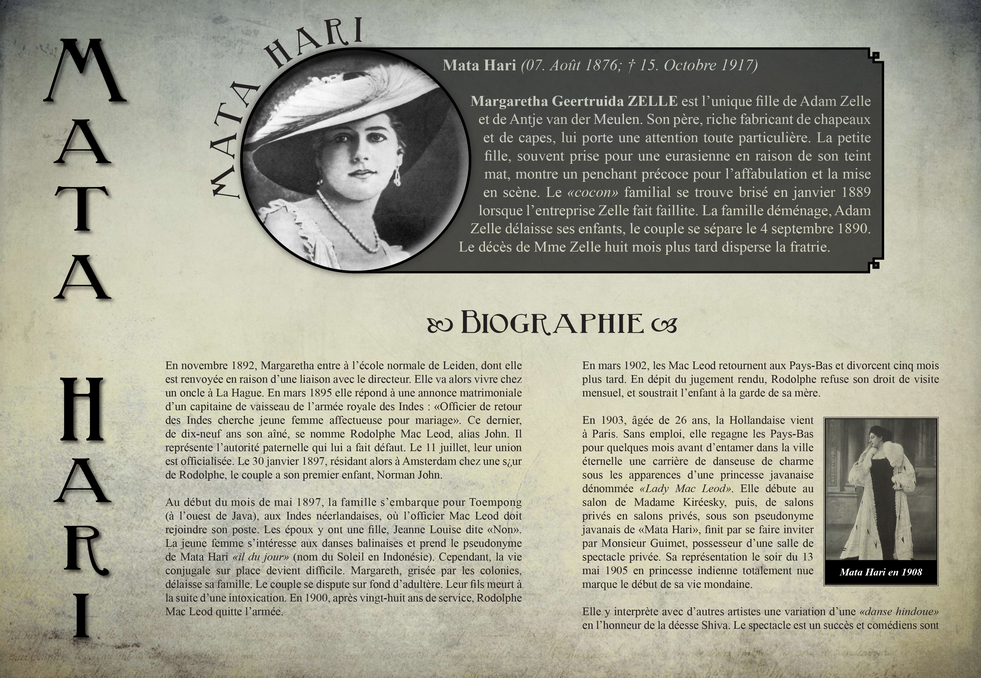 MATA HARI
MATA HARI
Mata Hari (07. Août 1876; † 15. Octobre 1917)
Margaretha Geertruida ZELLE est l’unique fille de Adam Zelle
et de Antje van der Meulen. Son père, riche fabricant de chapeaux
et de capes, lui porte une attention toute particulière. La petite
fille, souvent prise pour une eurasienne en raison de son teint
mat, montre un penchant précoce pour l’affabulation et la mise
en scène. Le «cocon» familial se trouve brisé en janvier 1889
lorsque l’entreprise Zelle fait faillite. La famille déménage, Adam
Zelle délaisse ses enfants, le couple se sépare le 4 septembre 1890.
Le décès de Mme Zelle huit mois plus tard disperse la fratrie.
BIOGRAPHIE
En novembre 1892, Margaretha entre à l’école normale de Leiden, dont elle
est renvoyée en raison d’une liaison avec le directeur. Elle va alors vivre chez
un oncle à La Hague. En mars 1895 elle répond à une annonce matrimoniale
d’un capitaine de vaisseau de l’armée royale des Indes : «Officier de retour
des Indes cherche jeune femme affectueuse pour mariage». Ce dernier,
de dix-neuf ans son aîné, se nomme Rodolphe Mac Leod, alias John. Il
représente l’autorité paternelle qui lui a fait défaut. Le 11 juillet, leur union
est officialisée. Le 30 janvier 1897, résidant alors à Amsterdam chez une s¿ur
de Rodolphe, le couple a son premier enfant, Norman John.
Au début du mois de mai 1897, la famille s’embarque pour Toempong
(à l’ouest de Java), aux Indes néerlandaises, où l’officier Mac Leod doit
rejoindre son poste. Les époux y ont une fille, Jeanne Louise dite «Non».
La jeune femme s’intéresse aux danses balinaises et prend le pseudonyme
de Mata Hari «il du jour» (nom du Soleil en Indonésie). Cependant, la vie
conjugale sur place devient difficile. Margareth, grisée par les colonies,
délaisse sa famille. Le couple se dispute sur fond d’adultère. Leur fils meurt à
la suite d’une intoxication. En 1900, après vingt-huit ans de service, Rodolphe
Mac Leod quitte l’armée.
En mars 1902, les Mac Leod retournent aux Pays-Bas et divorcent cinq mois
plus tard. En dépit du jugement rendu, Rodolphe refuse son droit de visite
mensuel, et soustrait l’enfant à la garde de sa mère.
En 1903, âgée de 26 ans, la Hollandaise vient
à Paris. Sans emploi, elle regagne les Pays-Bas
pour quelques mois avant d’entamer dans la ville
éternelle une carrière de danseuse de charme
sous les apparences d’une princesse javanaise
dénommée «Lady Mac Leod». Elle débute au
salon de Madame Kiréesky, puis, de salons
privés en salons privés, sous son pseudonyme
javanais de «Mata Hari», finit par se faire inviter
par Monsieur Guimet, possesseur d’une salle de
spectacle privée. Sa représentation le soir du 13
mai 1905 en princesse indienne totalement nue
marque le début de sa vie mondaine.
Mata Hari en 1908
Elle y interprète avec d’autres artistes une variation d’une «danse hindoue»
en l’honneur de la déesse Shiva. Le spectacle est un succès et comédiens sont